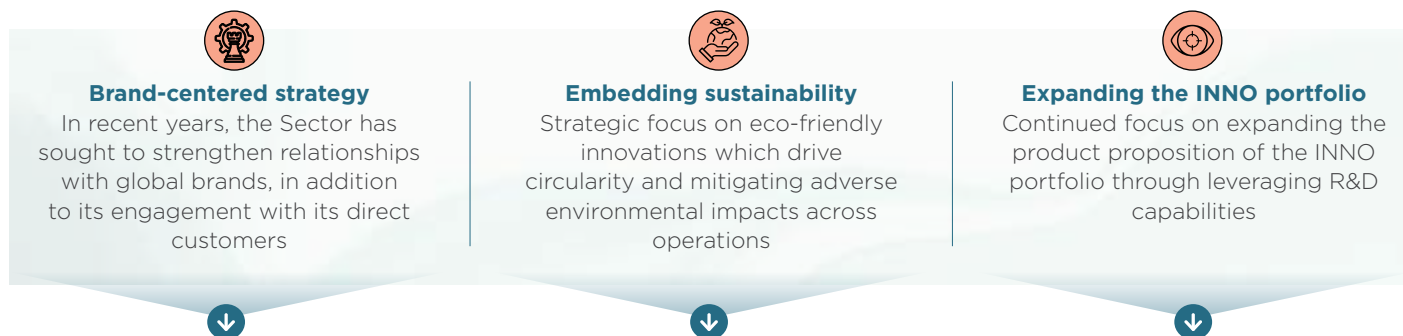 Brand-centered strategy
In recent years, the Sector has
sought to strengthen relationships
with global brands, in addition
to its engagement with its direct
customers
Embedding sustainability
Strategic focus on eco-friendly
innovations which drive
circularity and mitigating adverse
environmental impacts across
operations
Expanding the INNO portfolio
Continued focus on expanding the
product proposition of the INNO
portfolio through leveraging R&D
capabilities